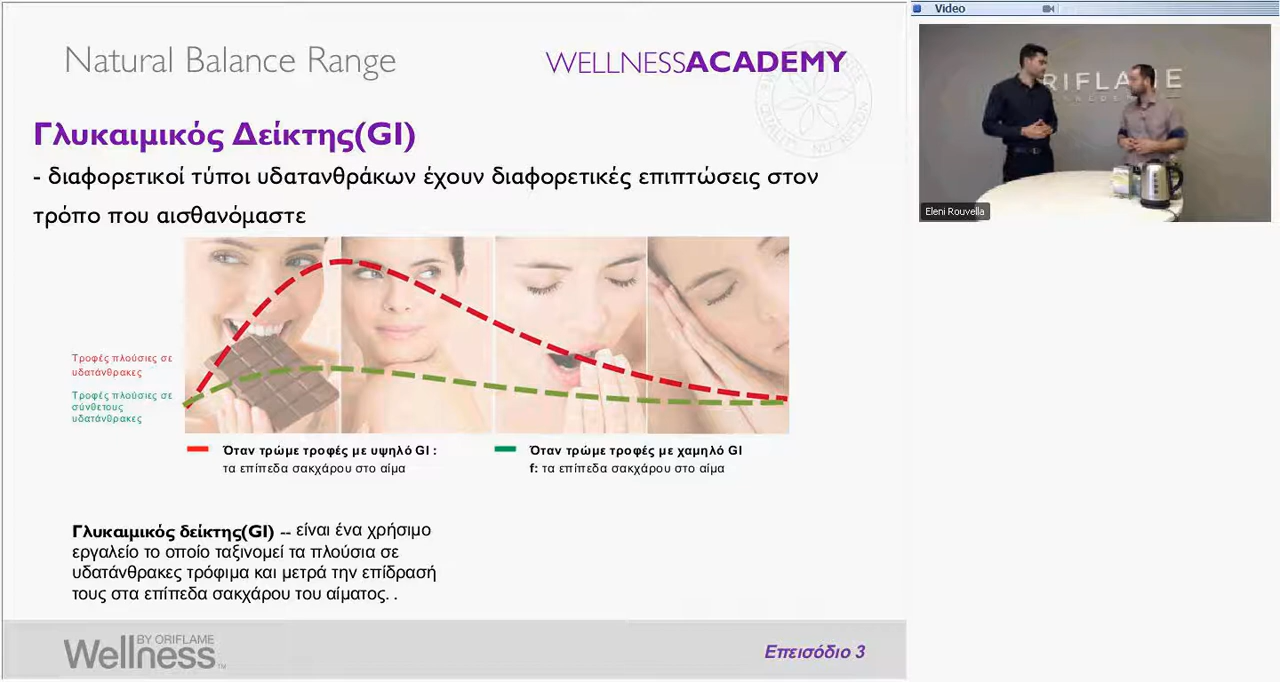 Natural Balance Range
WELLNESSACADEMY
Γλυκαιμικός Δείκτης(GI)
- διαφορετικοί τύποι υδατανθράκων έχουν διαφορετικές επιπτώσεις στον
τρόπο που αισθανόμαστε
Τροφές πλούσιες σε
υδατάνθρακες
Τροφές πλούσιες σε
σύνθετους
υδατάνθρακες
Όταν τρώμε τροφές με υψηλό GI :
τα επίπεδα σακχάρου στο αίμα
Όταν τρώμε τροφές με χαμηλό GI
f: τα επίπεδα σακχάρου στο αίμα
Γλυκαιμικός δείκτης(GI) -- είναι ένα χρήσιμο
εργαλείο το οποίο ταξινομεί τα πλούσια σε
υδατάνθρακες τρόφιμα και μετρά την επίδρασή
τους στα επίπεδα σακχάρου του αίματος. .
BY ORIFLAME
Wellness™
Επεισόδιο 3
Video
RIFLAME
Eleni Rouvella